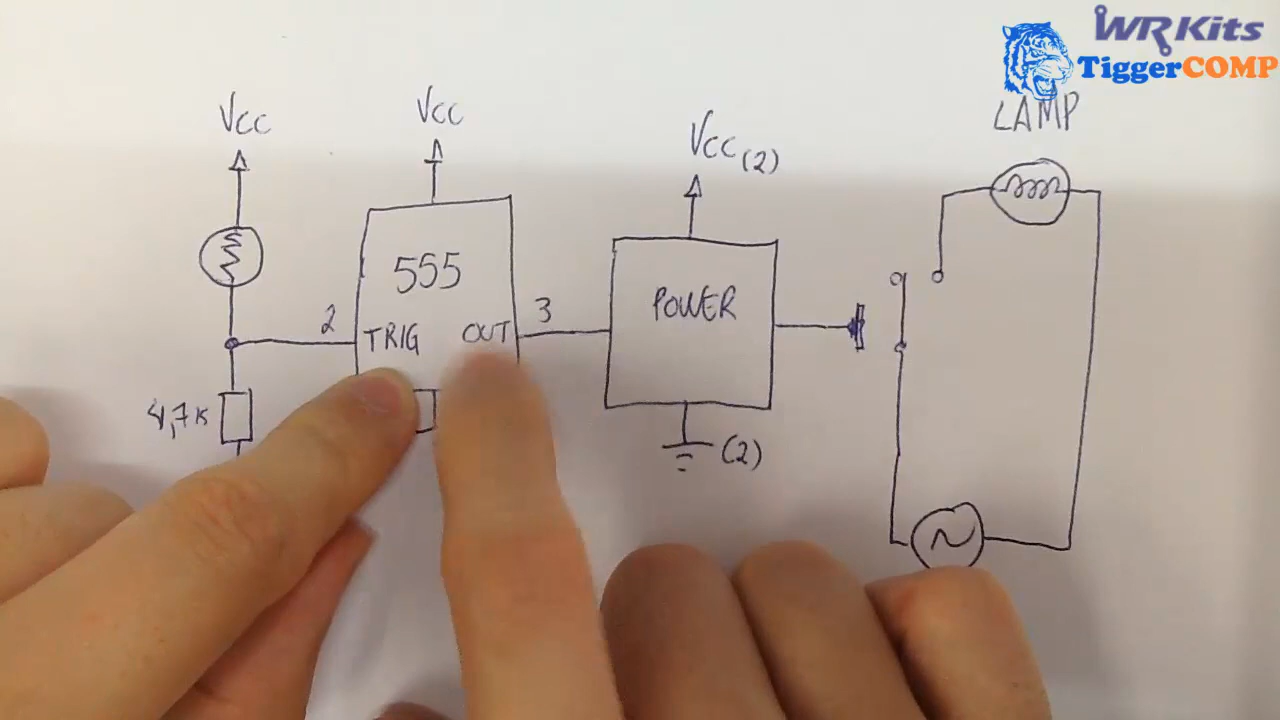 WRKits
TiggerCOMP
VCC
VCC
VCC (2)
LAMP
555
POWER
2
TRIG
OUT
3
4,7K
(2)